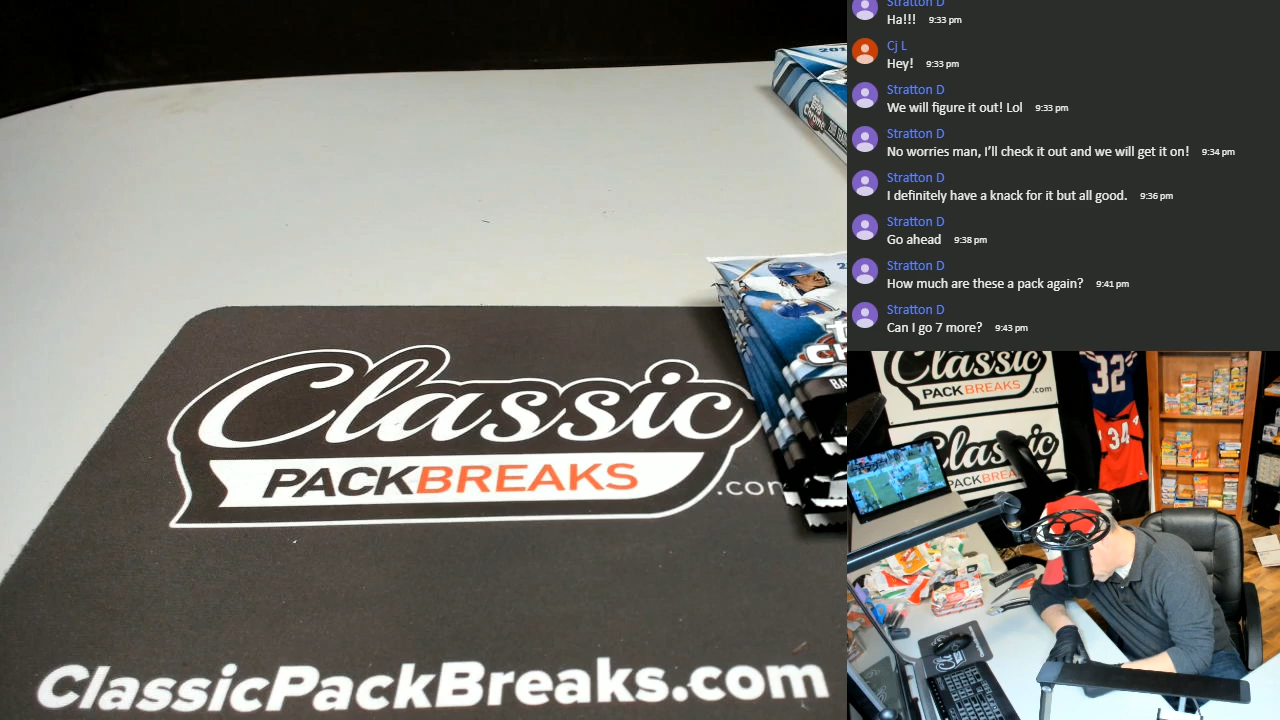 Stratton D
Ha!!! 9:33 pm
Cj L
Hey! 9:33 pm
Stratton D
We will figure it out! Lol 9:33 pm
Stratton D
No worries man, I'll check it out and we will get it on! 9:34 pm
Stratton D
I definitely have a knack for it but all good. 9:36 pm
Stratton D
Go ahead 9:38 pm
Stratton D
How much are these a pack again? 9:41 pm
Stratton D
Can I go 7 more? 9:43 pm
Classic
PACKBREAKS
.com
ClassicPackBreaks.com
Chrome
Classic
PACKBREAKS.com
Classic
PACKBREAKS
32
34